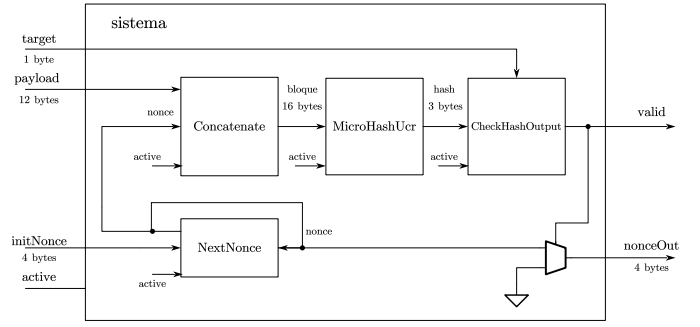 sistema
target
1 byte
payload
12 bytes
nonce
active
Concatenate
bloque
16 bytes
active
MicroHashUcr
hash
3 bytes
active
CheckHashOutput
valid
initNonce
4 bytes
active
NextNonce
active
nonce
nonceOut
4 bytes